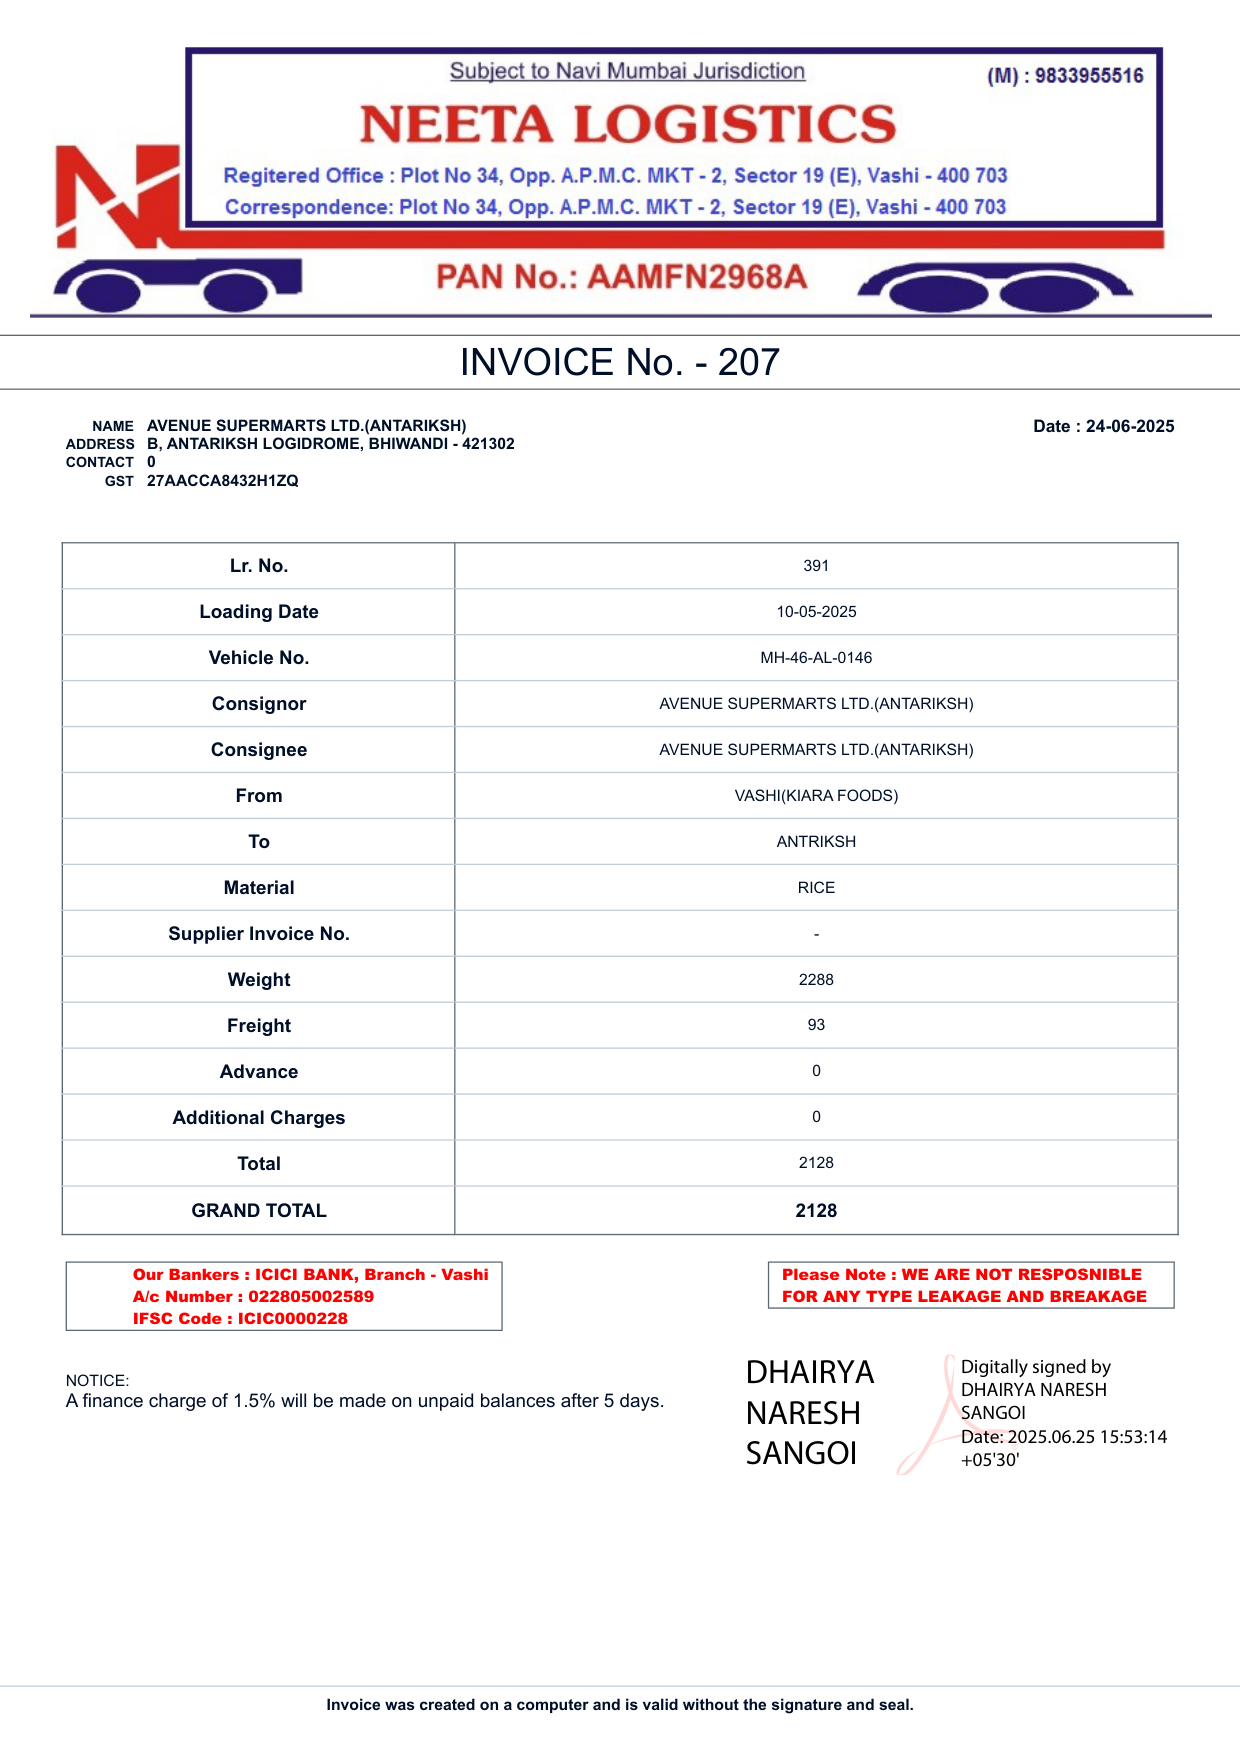 Subject to Navi Mumbai Jurisdiction
(M) : 9833955516
NEETA LOGISTICS
Regitered Office : Plot No 34, Opp. A.P.M.C. MKT - 2, Sector 19 (E), Vashi - 400 703
Correspondence: Plot No 34, Opp. A.P.M.C. MKT - 2, Sector 19 (E), Vashi - 400 703
PAN No.: AAMFN2968A
INVOICE No. - 207
NAME AVENUE SUPERMARTS LTD.(ANTARIKSH)
Date : 24-06-2025
ADDRESS B, ANTARIKSH LOGIDROME, BHIWANDI - 421302
CONTACT 0
GST 27AACCA8432H1ZQ
Lr. No. 391
Loading Date 10-05-2025
Vehicle No. MH-46-AL-0146
Consignor AVENUE SUPERMARTS LTD.(ANTARIKSH)
Consignee AVENUE SUPERMARTS LTD.(ANTARIKSH)
From VASHI(KIARA FOODS)
To ANTRIKSH
Material RICE
Supplier Invoice No. -
Weight 2288
Freight 93
Advance 0
Additional Charges 0
Total 2128
GRAND TOTAL 2128
Our Bankers : ICICI BANK, Branch - Vashi
A/c Number : 022805002589
IFSC Code : ICIC0000228
Please Note : WE ARE NOT RESPOSNIBLE
FOR ANY TYPE LEAKAGE AND BREAKAGE
NOTICE:
A finance charge of 1.5% will be made on unpaid balances after 5 days.
DHAIRYA
NARESH
SANGOI
Digitally signed by
DHAIRYA NARESH
SANGOI
Date: 2025.06.25 15:53:14
+05'30'
Invoice was created on a computer and is valid without the signature and seal.